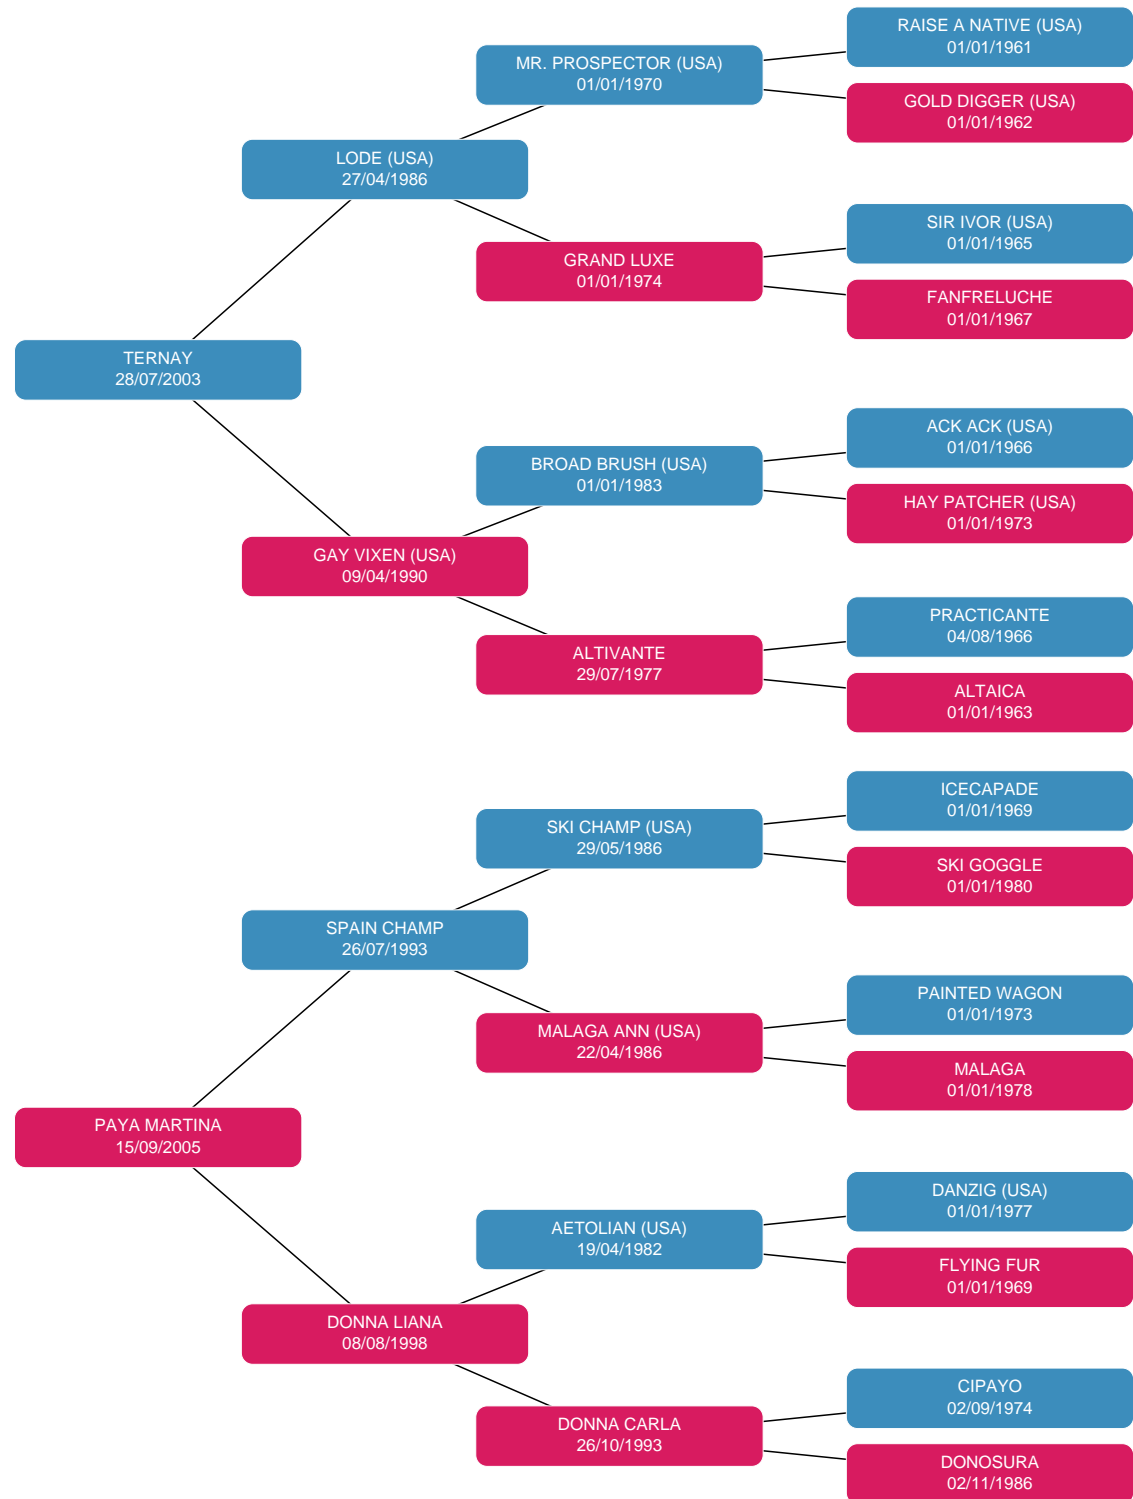 RAISE A NATIVE (USA)
01/01/1961
MR. PROSPECTOR (USA)
01/01/1970
GOLD DIGGER (USA)
01/01/1962
LODE (USA)
27/04/1986
SIR IVOR (USA)
01/01/1965
GRAND LUXE
01/01/1974
FANFRELUCHE
01/01/1967
TERNAY
28/07/2003
ACK ACK (USA)
01/01/1966
BROAD BRUSH (USA)
01/01/1983
HAY PATCHER (USA)
01/01/1973
GAY VIXEN (USA)
09/04/1990
PRACTICANTE
04/08/1966
ALTIVANTE
29/07/1977
ALTAICA
01/01/1963
ICECAPADE
01/01/1969
SKI CHAMP (USA)
29/05/1986
SKI GOGGLE
01/01/1980
SPAIN CHAMP
26/07/1993
PAINTED WAGON
01/01/1973
MALAGA ANN (USA)
22/04/1986
MALAGA
01/01/1978
PAYA MARTINA
15/09/2005
DANZIG (USA)
01/01/1977
AETOLIAN (USA)
19/04/1982
FLYING FUR
01/01/1969
DONNA LIANA
08/08/1998
CIPAYO
02/09/1974
DONNA CARLA
26/10/1993
DONOSURA
02/11/1986